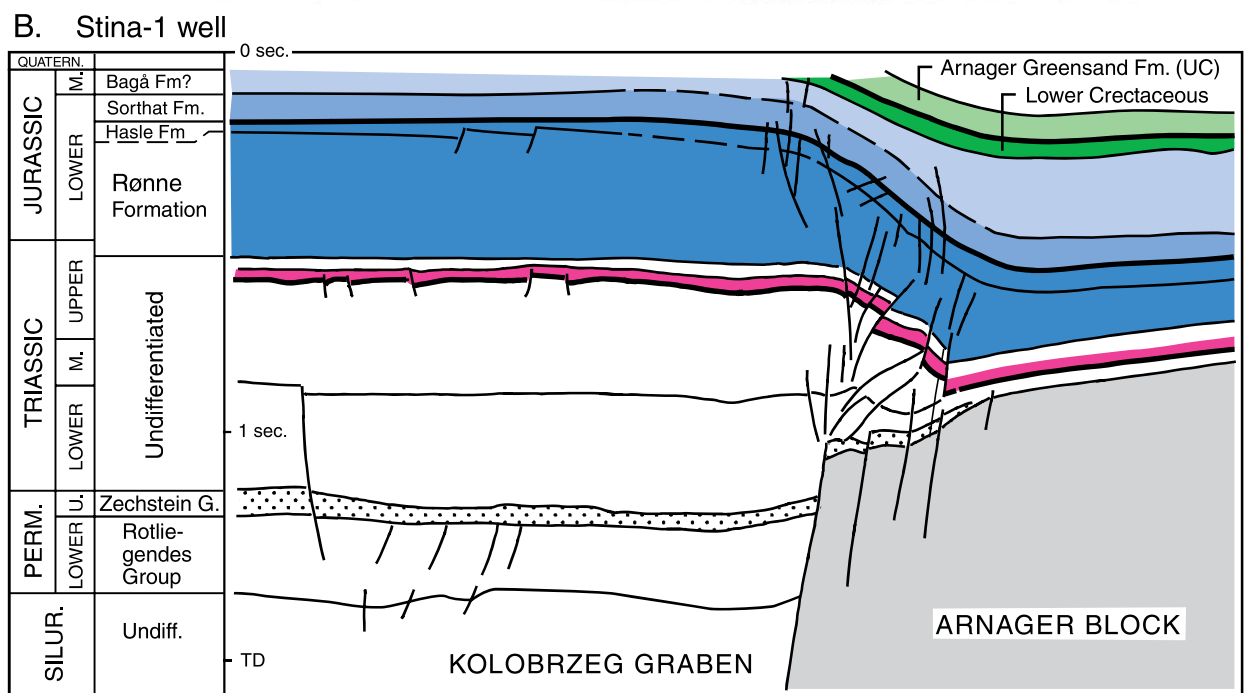 B. Stina-1 well
0 sec.
QUATERN.
JURASSIC
M.
Bagå Fm?
LOWER
Sorthat Fm.
Hasle Fm
Rønne
Formation
TRIASSIC
UPPER
M.
LOWER
Undifferentiated
1 sec.
PERM.
U.
Zechstein G.
LOWER
Rotlie-
gendes
Group
SILUR.
Undiff.
TD
Arnager Greensand Fm. (UC)
Lower Crectaceous
KOLOBRZEG GRABEN
ARNAGER BLOCK